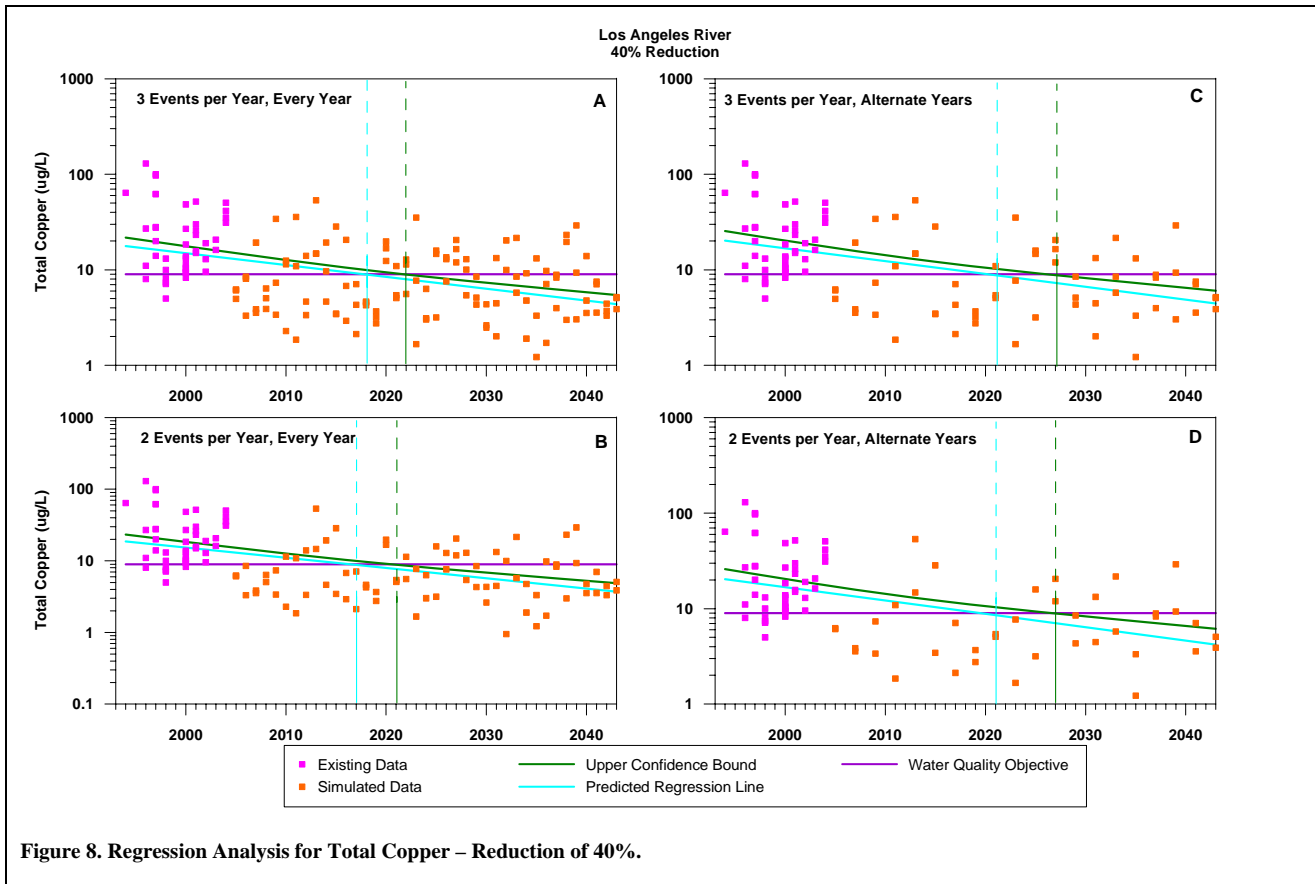 Los Angeles River
40% Reduction
1000
100
10
1
Total Copper (ug/L)
3 Events per Year, Every Year
A
2000
2010
2020
2030
2040
1000
100
10
1
3 Events per Year, Alternate Years
C
2000
2010
2020
2030
2040
1000
100
10
1
0.1
Total Copper (ug/L)
2 Events per Year, Every Year
B
2000
2010
2020
2030
2040
1000
100
10
1
2 Events per Year, Alternate Years
D
2000
2010
2020
2030
2040
Existing Data
Upper Confidence Bound
Water Quality Objective
Simulated Data
Predicted Regression Line
Figure 8. Regression Analysis for Total Copper – Reduction of 40%.